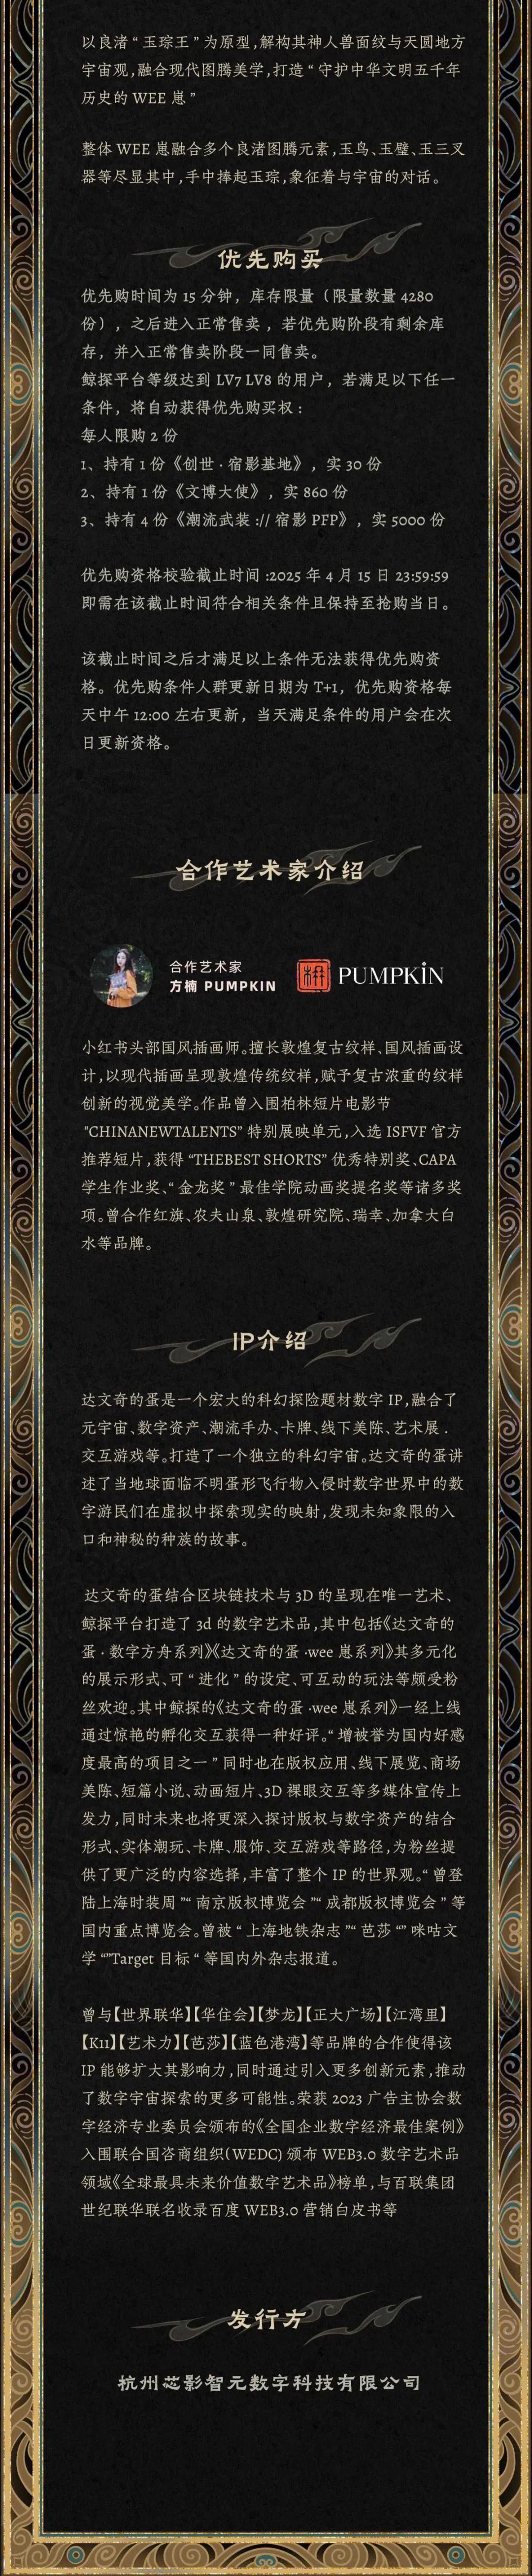 以良渚“玉琮王”为原型,解构其神人兽面纹与天圆地方
宇宙观,融合现代图腾美学,打造“守护中华文明五千年
历史的 WEE 崽”
整体 WEE 崽融合多个良渚图腾元素,玉鸟、玉璧、玉三叉
器等尽显其中,手中捧起玉琮,象征着与宇宙的对话。
优先购买
优先购时间为 15 分钟，库存限量（限量数量 4280
份），之后进入正常售卖，若优先购阶段有剩余库
存，并入正常售卖阶段一同售卖。
鲸探平台等级达到 LV7 LV8 的用户，若满足以下任一
条件，将自动获得优先购买权：
每人限购 2 份
1、持有 1 份《创世 · 宿影基地》，实 30 份
2、持有 1 份《文博大使》，实 860 份
3、持有 4 份《潮流武装 :// 宿影 PFP》，实 5000 份
优先购资格校验截止时间 :2025 年 4 月 15 日 23:59:59
即需在该截止时间符合相关条件且保持至抢购当日。
该截止时间之后才满足以上条件无法获得优先购资
格。优先购条件人群更新日期为 T+1，优先购资格每
天中午 12:00 左右更新，当天满足条件的用户会在次
日更新资格。
合作艺术家介绍
合作艺术家
方楠 PUMPKIN
PUMPKIN
小红书头部国风插画师。擅长敦煌复古纹样、国风插画设
计,以现代插画呈现敦煌传统纹样,赋予复古浓重的纹样
创新的视觉美学。作品曾入围柏林短片电影节
"CHINANEWTALENTS” 特别展映单元,入选 ISFVF 官方
推荐短片,获得 “THEBEST SHORTS” 优秀特别奖、CAPA
学生作业奖、“金龙奖”最佳学院动画奖提名奖等诸多奖
项。曾合作红旗、农夫山泉、敦煌研究院、瑞幸、加拿大白
水等品牌。
IP介绍
达文奇的蛋是一个宏大的科幻探险题材数字 IP,融合了
元宇宙、数字资产、潮流手办、卡牌、线下美陈、艺术展 .
交互游戏等。打造了一个独立的科幻宇宙。达文奇的蛋讲
述了当地球面临不明蛋形飞行物入侵时数字世界中的数
字游民们在虚拟中探索现实的映射,发现未知象限的入
口和神秘的种族的故事。
达文奇的蛋结合区块链技术与 3D 的呈现在唯一艺术、
鲸探平台打造了 3d 的数字艺术品,其中包括《达文奇的
蛋 · 数字方舟系列》《达文奇的蛋 ·wee 崽系列》其多元化
的展示形式、可“进化”的设定、可互动的玩法等颇受粉
丝欢迎。其中鲸探的《达文奇的蛋 ·wee 崽系列》一经上线
通过惊艳的孵化交互获得一种好评。“增被誉为国内好感
度最高的项目之一”同时也在版权应用、线下展览、商场
美陈、短篇小说、动画短片、3D 裸眼交互等多媒体宣传上
发力,同时未来也将更深入探讨版权与数字资产的结合
形式、实体潮玩、卡牌、服饰、交互游戏等路径,为粉丝提
供了更广泛的内容选择,丰富了整个 IP 的世界观。“曾登
陆上海时装周”“南京版权博览会”“成都版权博览会”等
国内重点博览会。曾被“上海地铁杂志”“芭莎“”咪咕文
学“”Target 目标“等国内外杂志报道。
曾与【世界联华】【华住会】【梦龙】【正大广场】【江湾里】
【K11】【艺术力】【芭莎】【蓝色港湾】等品牌的合作使得该
IP 能够扩大其影响力,同时通过引入更多创新元素,推动
了数字宇宙探索的更多可能性。荣获 2023 广告主协会数
字经济专业委员会颁布的《全国企业数字经济最佳案例》
入围联合国咨商组织(WEDC) 颁布 WEB3.0 数字艺术品
领域《全球最具未来价值数字艺术品》榜单,与百联集团
世纪联华联名收录百度 WEB3.0 营销白皮书等
发行方
杭州芯影智元数字科技有限公司